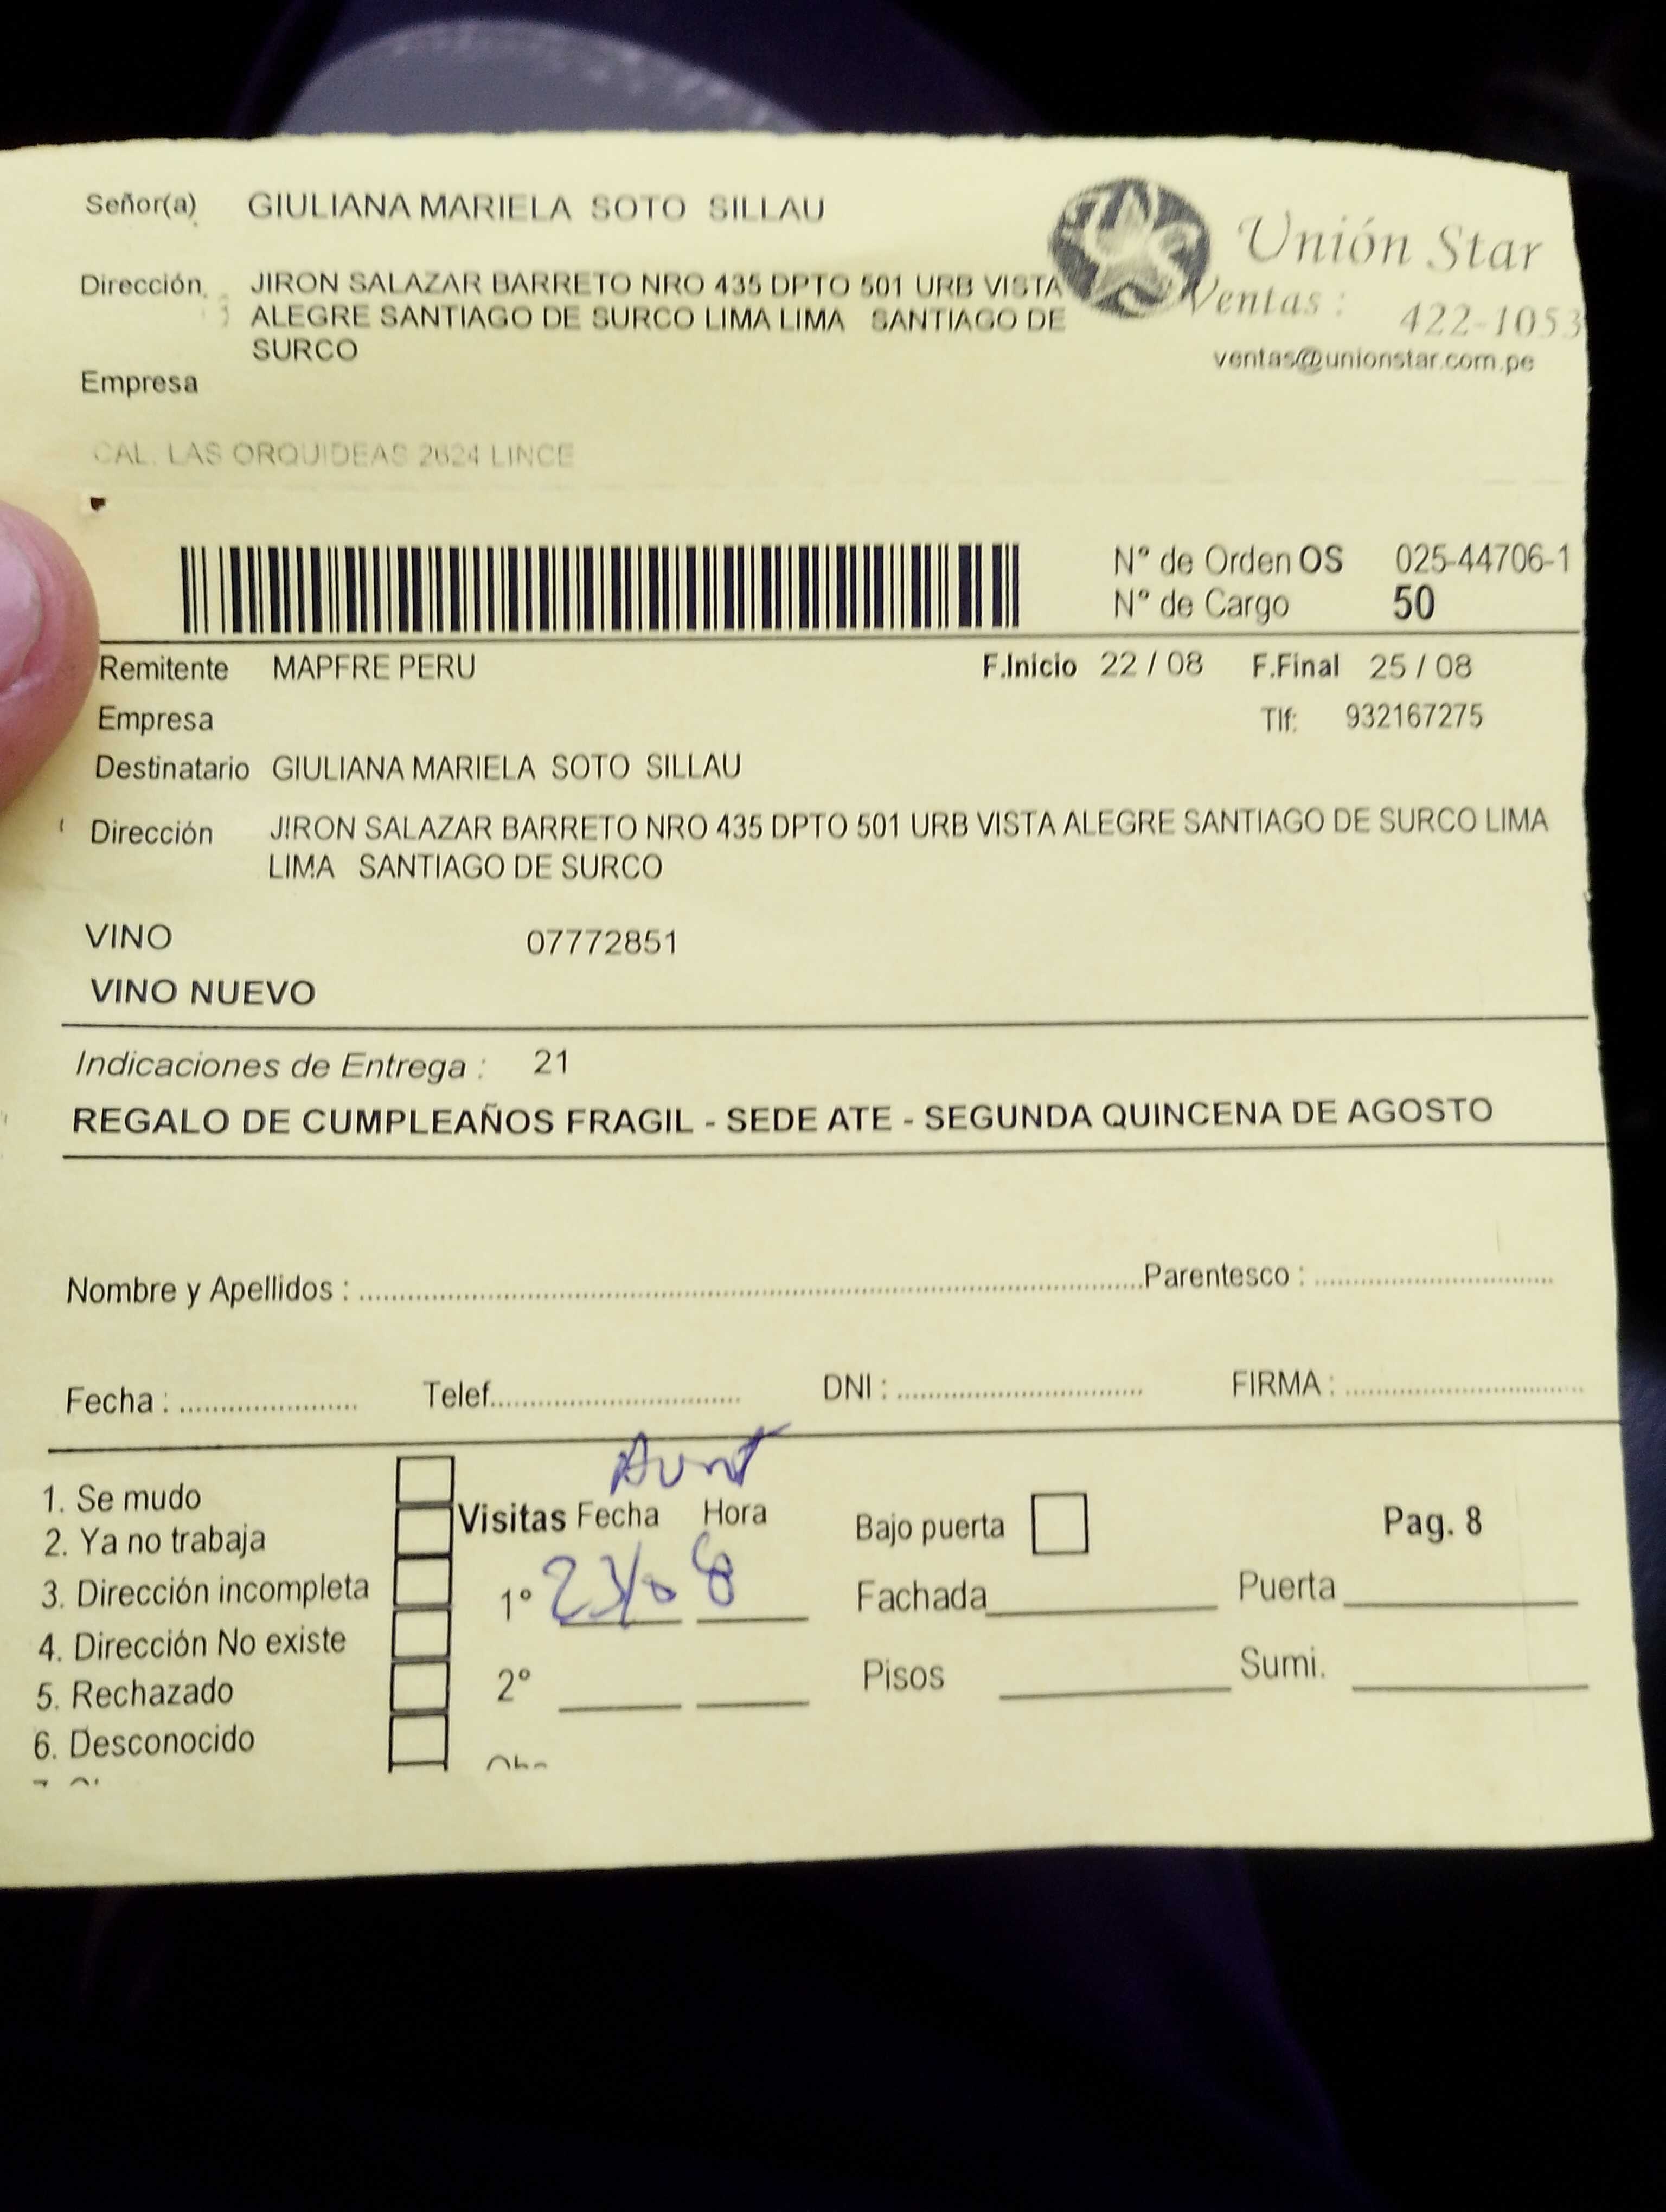 Señor(a) GIULIANA MARIELA SOTO SILLAU
Unión Star
Dirección JIRON SALAZAR BARRETO NRO 435 DPTO 501 URB VISTA
ALEGRE SANTIAGO DE SURCO LIMA LIMA SANTIAGO DE
SURCO
Ventas : 422-1053
ventas@unionstar.com.pe
Empresa
CAL. LAS ORQUIDEAS 2624 LINCE
N° de Orden OS 025-44706-1
N° de Cargo 50
Remitente MAPFRE PERU F.Inicio 22 / 08 F.Final 25 / 08
Empresa Tlf: 932167275
Destinatario GIULIANA MARIELA SOTO SILLAU
Dirección JIRON SALAZAR BARRETO NRO 435 DPTO 501 URB VISTA ALEGRE SANTIAGO DE SURCO LIMA
LIMA SANTIAGO DE SURCO
VINO 07772851
VINO NUEVO
Indicaciones de Entrega : 21
REGALO DE CUMPLEAÑOS FRAGIL - SEDE ATE - SEGUNDA QUINCENA DE AGOSTO
Nombre y Apellidos : Parentesco :
Fecha : Telef. DNI : FIRMA :
1. Se mudo
2. Ya no trabaja
3. Dirección incompleta
4. Dirección No existe
5. Rechazado
6. Desconocido
Visitas Fecha Hora
1°
2°
Bajo puerta Pag. 8
Fachada Puerta
Pisos Sumi.